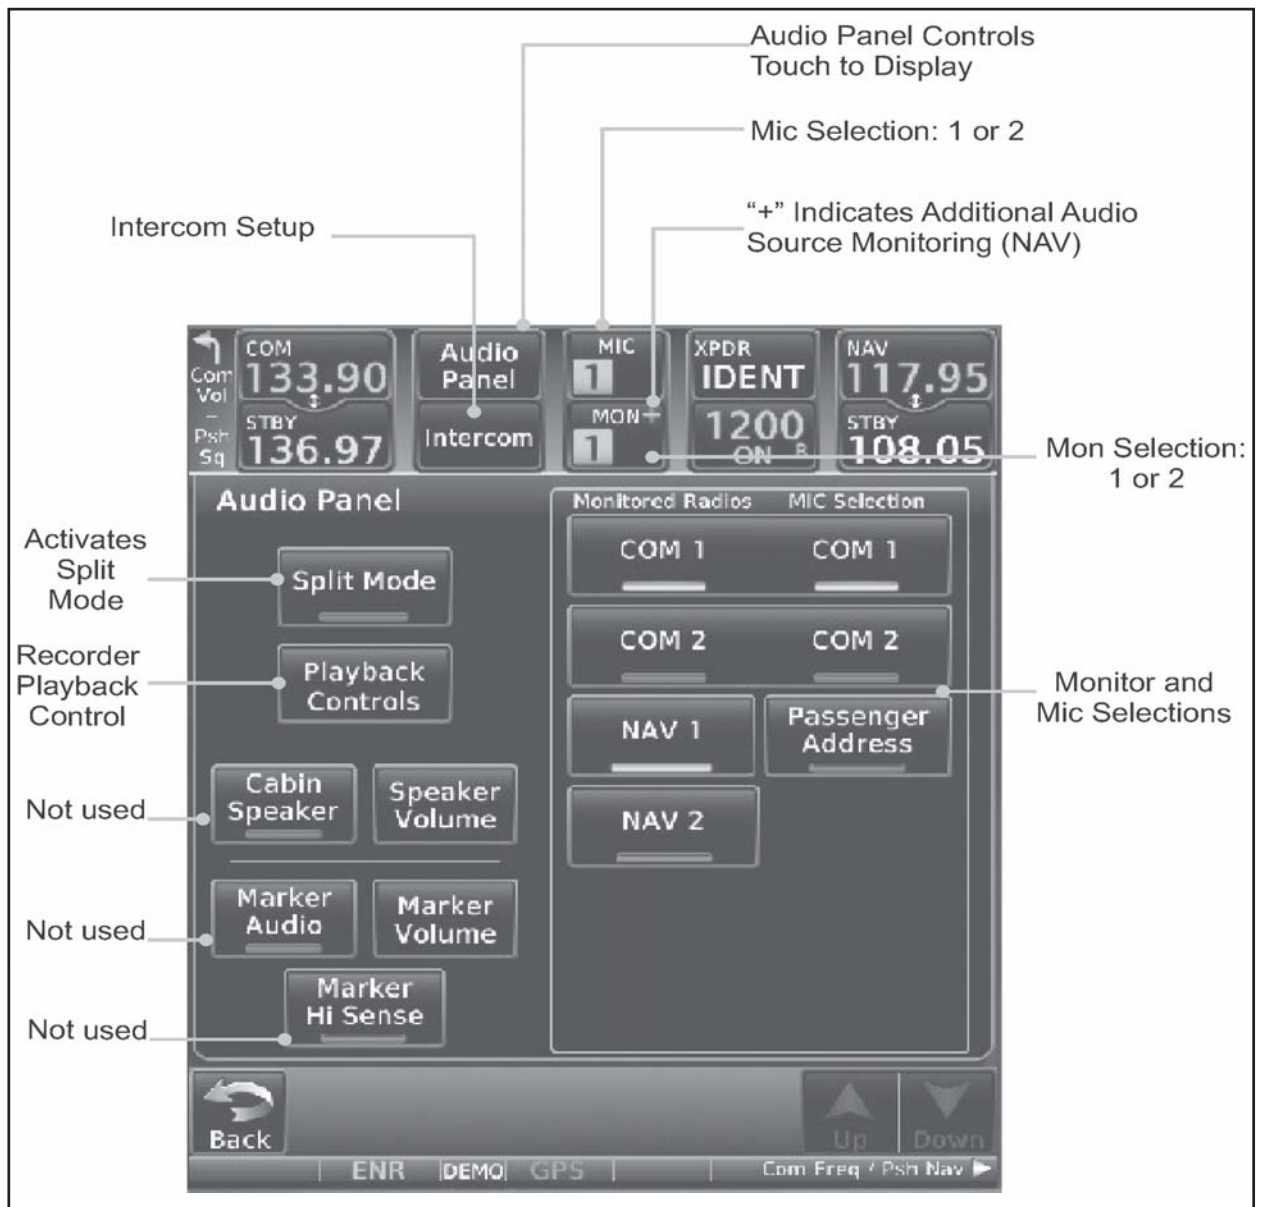 Audio Panel Controls
Touch to Display
Mic Selection: 1 or 2
"+" Indicates Additional Audio
Source Monitoring (NAV)
Intercom Setup
Com
Vol
-
Psh
Sq
COM
133.90
STBY
136.97
Audio
Panel
Intercom
MIC
1
MON+
1
XPDR
IDENT
1200
ON R
NAV
117.95
STBY
108.05
Mon Selection:
1 or 2
Audio Panel
Activates
Split
Mode
Split Mode
Recorder
Playback
Control
Playback
Controls
Not used
Cabin
Speaker
Speaker
Volume
Not used
Marker
Audio
Marker
Volume
Not used
Marker
Hi Sense
Monitored Radios MIC Selection
COM 1 COM 1
COM 2 COM 2
NAV 1
Passenger
Address
NAV 2
Monitor and
Mic Selections
Back
Up
Down
ENR DEMO GPS
Com Freq / Psh Nav